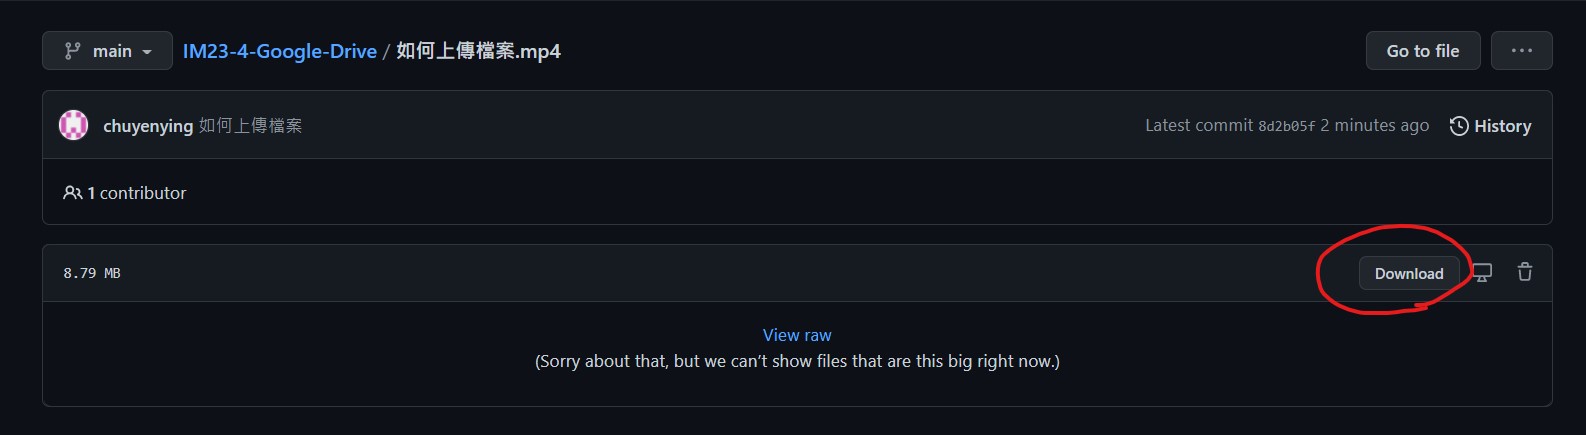 main IM23-4-Google-Drive / 如何上傳檔案.mp4 Go to file ...
chuyenying 如何上傳檔案 Latest commit 8d2b05f 2 minutes ago History
1 contributor
8.79 MB Download
View raw
(Sorry about that, but we can’t show files that are this big right now.)